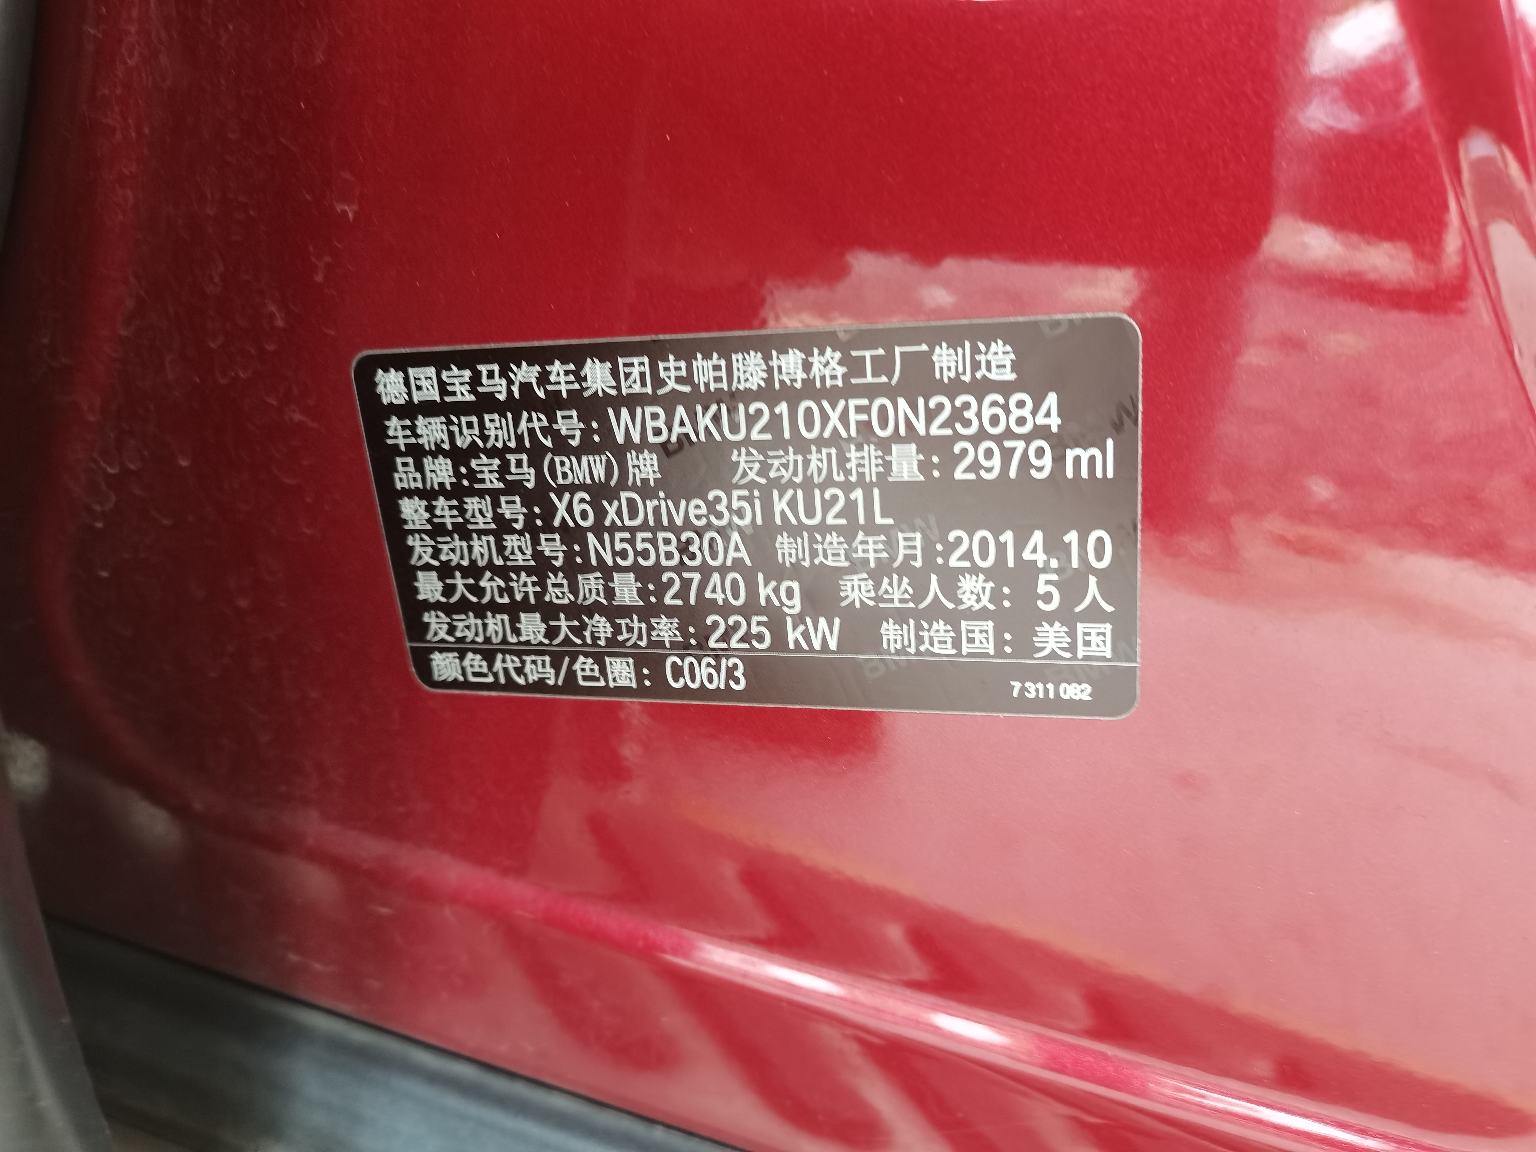 德国宝马汽车集团史帕滕博格工厂制造
车辆识别代号: WBAKU210XF0N23684
品牌:宝马(BMW)牌 发动机排量: 2979 ml
整车型号: X6 xDrive35i KU21L
发动机型号:N55B30A 制造年月:2014.10
最大允许总质量:2740 kg 乘坐人数: 5 人
发动机最大净功率:225 kW 制造国: 美国
颜色代码/色圈: C06/3 7 311 082